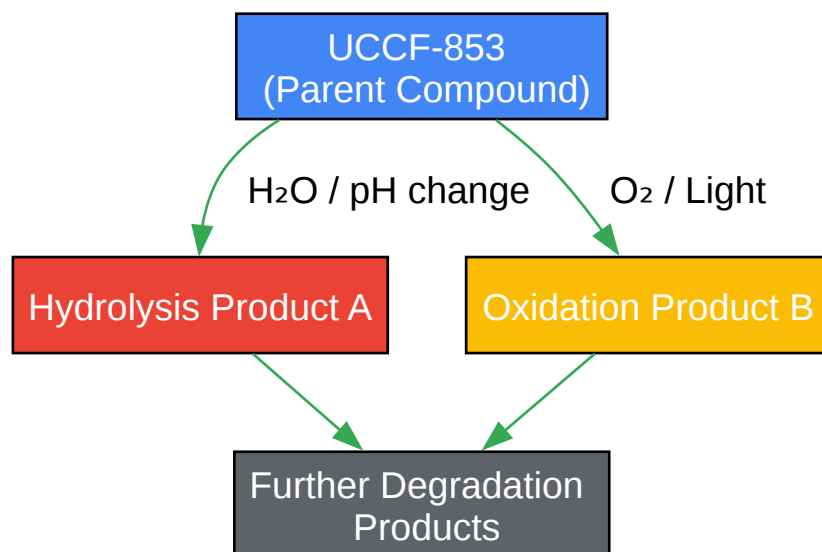 UCCF-853
(Parent Compound)
H₂O / pH change
O₂ / Light
Hydrolysis Product A
Oxidation Product B
Further Degradation
Products